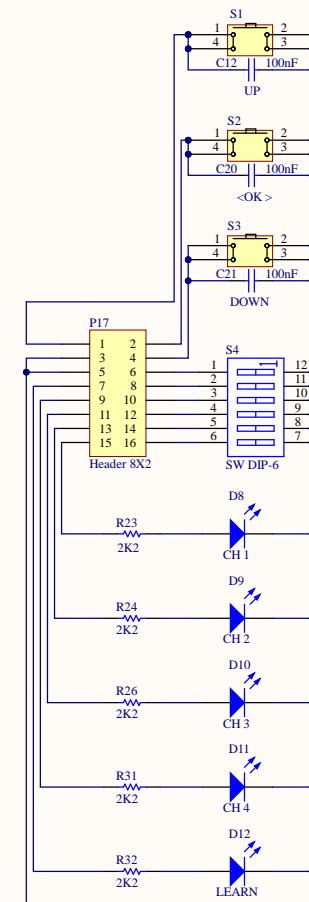 S1
1 2
4 3
C12 100nF
UP
S2
1 2
4 3
C20 100nF
<OK >
S3
1 2
4 3
C21 100nF
DOWN
P17
1 2
3 4
5 6
7 8
9 10
11 12
13 14
15 16
Header 8X2
S4
1
1 12
2 11
3 10
4 9
5 8
6 7
SW DIP-6
D8
R23
2K2
CH 1
D9
R24
2K2
CH 2
D10
R26
2K2
CH 3
D11
R31
2K2
CH 4
D12
R32
2K2
LEARN